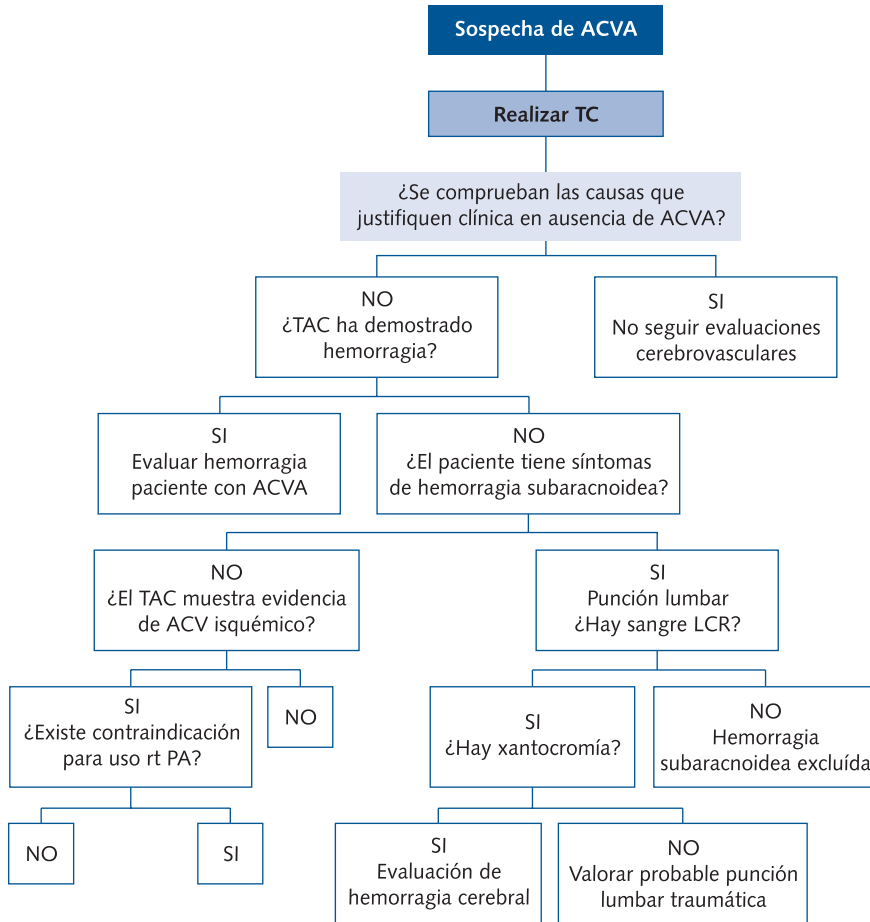 Sospecha de ACVA
Realizar TC
¿Se comprueban las causas que
justifiquen clínica en ausencia de ACVA?
NO
¿TAC ha demostrado
hemorragia?
SI
No seguir evaluaciones
cerebrovasculares
SI
Evaluar hemorragia
paciente con ACVA
NO
¿El paciente tiene síntomas
de hemorragia subaracnoidea?
NO
¿El TAC muestra evidencia
de ACV isquémico?
SI
Punción lumbar
¿Hay sangre LCR?
SI
¿Existe contraindicación
para uso rt PA?
NO
SI
¿Hay xantocromía?
NO
Hemorragia
subaracnoidea excluída
NO
SI
SI
Evaluación de
hemorragia cerebral
NO
Valorar probable punción
lumbar traumática